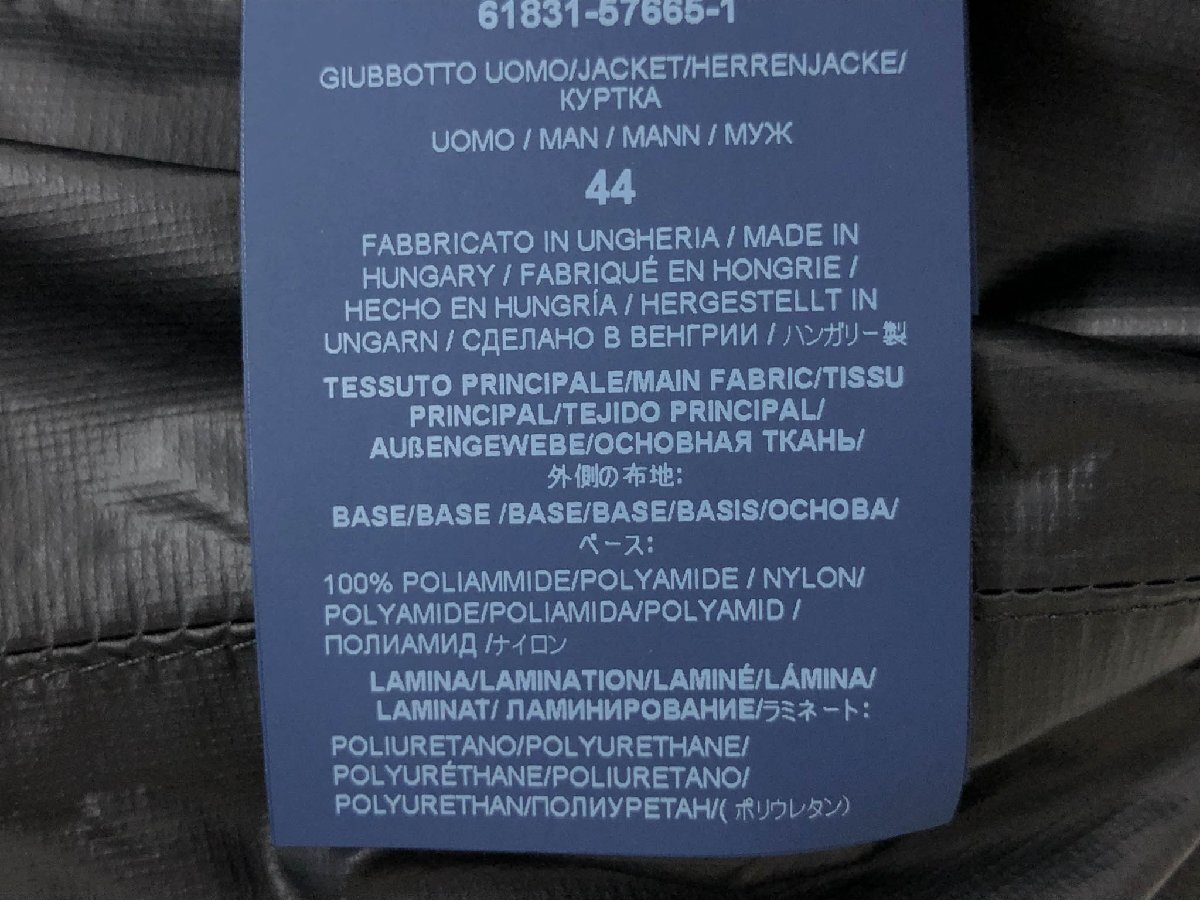 61831-57665-1
GIUBBOTTO UOMO/JACKET/HERRENJACKE/
КУРТКА
UOMO / MAN / MANN / МУЖ
44
FABBRICATO IN UNGHERIA / MADE IN
HUNGARY / FABRIQUÉ EN HONGRIE /
HECHO EN HUNGRÍA / HERGESTELLT IN
UNGARN / СДЕЛАНО В ВЕНГРИИ / ハンガリー製
TESSUTO PRINCIPALE/MAIN FABRIC/TISSU
PRINCIPAL/TEJIDO PRINCIPAL/
AUßENGEWEBE/ОСНОВНАЯ ТКАНЬ/
外側の布地:
BASE/BASE /BASE/BASE/BASIS/ОСНОВА/
ベース:
100% POLIAMMIDE/POLYAMIDE / NYLON/
POLYAMIDE/POLIAMIDA/POLYAMID /
ПОЛИАМИД /ナイロン
LAMINA/LAMINATION/LAMINÉ/LÁMINA/
LAMINAT/ ЛАМИНИРОВАНИЕ/ラミネート:
POLIURETANO/POLYURETHANE/
POLYURÉTHANE/POLIURETANO/
POLYURETHAN/ПОЛИУРЕТАН/( ポリウレタン)